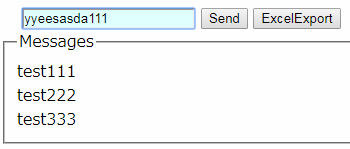 yyeesasda111 Send ExcelExport
Messages
test111
test222
test333